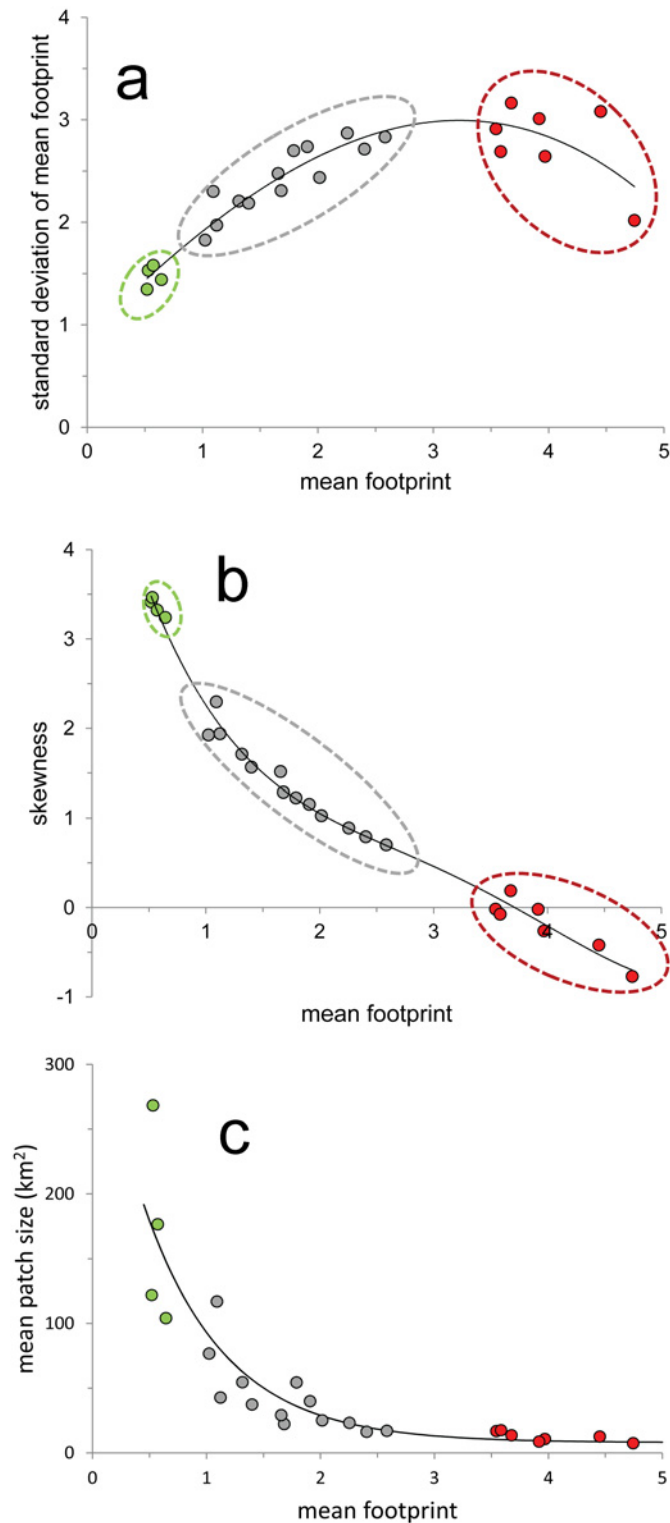 a
standard deviation of mean footprint
4
3
2
1
0
0 1 2 3 4 5
mean footprint
b
skewness
4
3
2
1
0
0 1 2 3 4 5
-1
mean footprint
c
mean patch size (km²)
300
200
100
0
0 1 2 3 4 5
mean footprint